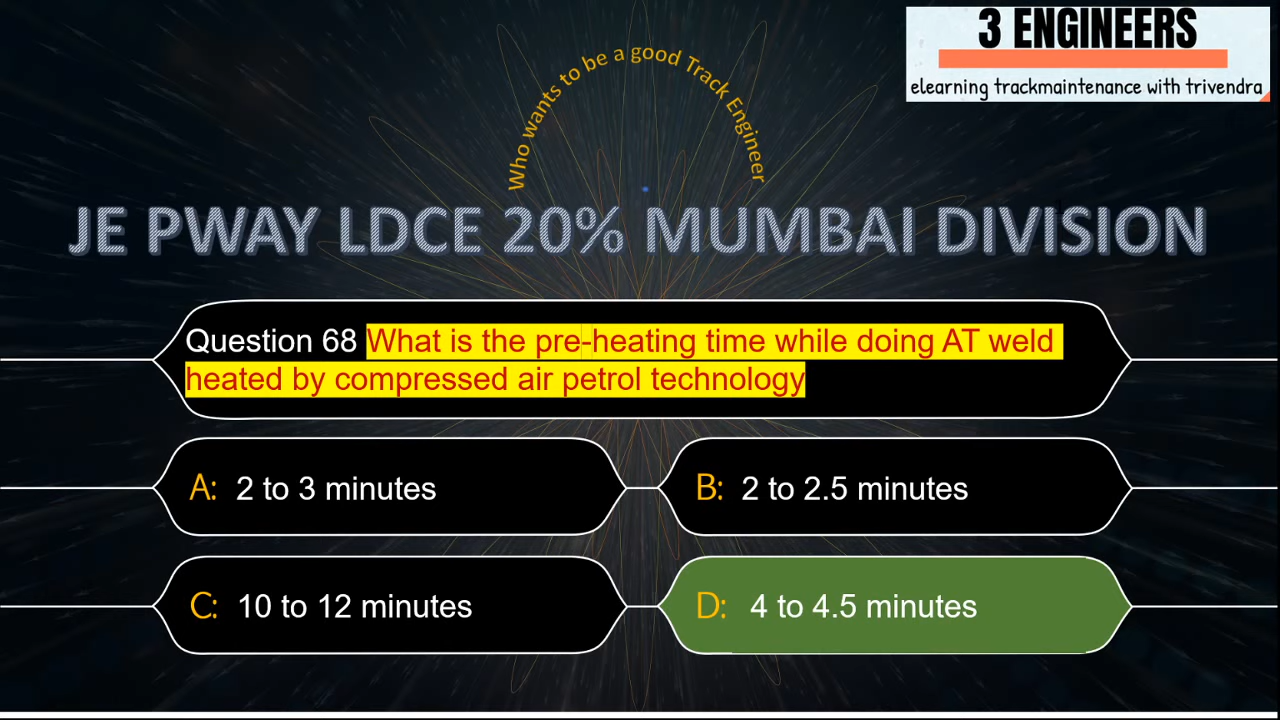 3 ENGINEERS
elearning trackmaintenance with trivendra
Who wants to be a good Track Engineer
JE PWAY LDCE 20% MUMBAI DIVISION
Question 68 What is the pre-heating time while doing AT weld
heated by compressed air petrol technology
A: 2 to 3 minutes
B: 2 to 2.5 minutes
C: 10 to 12 minutes
D: 4 to 4.5 minutes